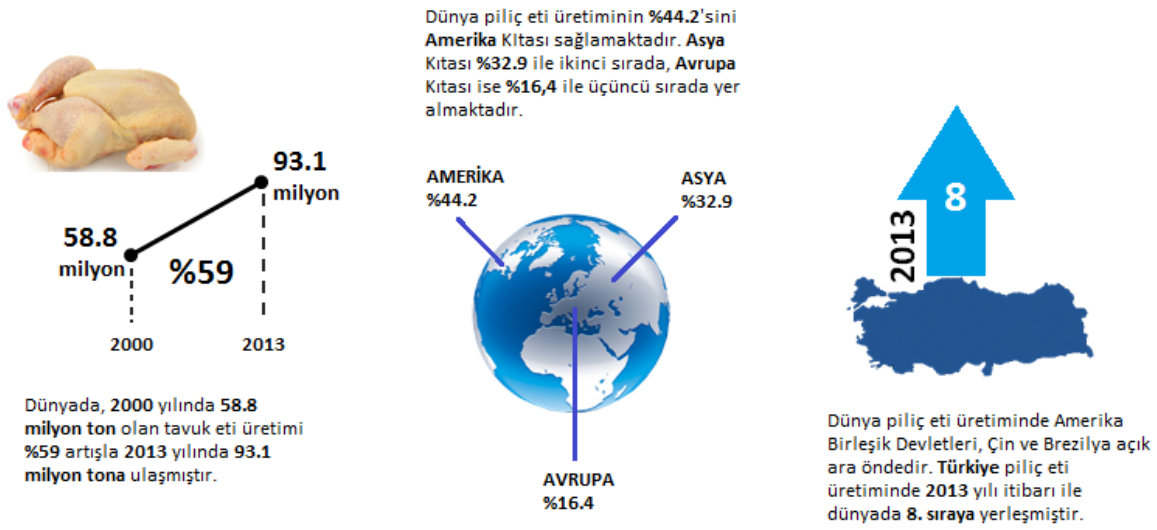 58.8
milyon
93.1
milyon
%59
2000
2013
Dünyada, 2000 yılında 58.8
milyon ton olan tavuk eti üretimi
%59 artışla 2013 yılında 93.1
milyon tona ulaşmıştır.
Dünya piliç eti üretiminin %44.2'sini
Amerika KItası sağlamaktadır. Asya
Kıtası %32.9 ile ikinci sırada, Avrupa
Kıtası ise %16,4 ile üçüncü sırada yer
almaktadır.
AMERİKA
%44.2
ASYA
%32.9
AVRUPA
%16.4
8
2013
Dünya piliç eti üretiminde Amerika
Birleşik Devletleri, Çin ve Brezilya açık
ara öndedir. Türkiye piliç eti
üretiminde 2013 yılı itibarı ile
dünyada 8. sıraya yerleşmiştir.